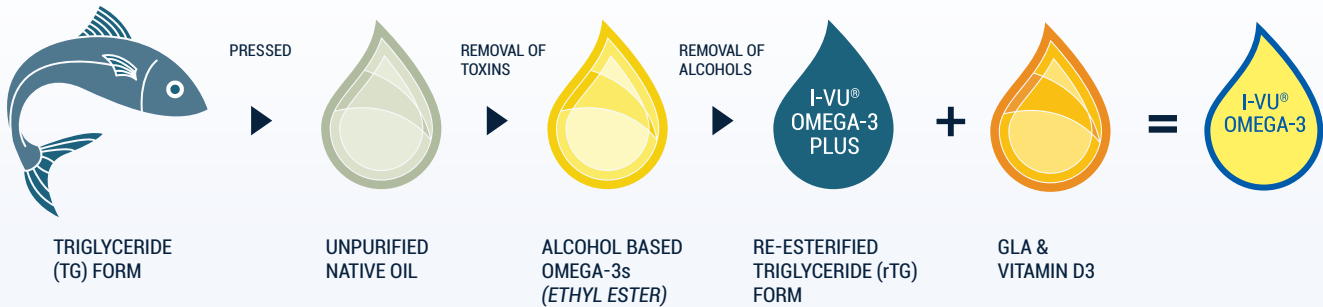 PRESSED
REMOVAL OF
TOXINS
REMOVAL OF
ALCOHOLS
I-VU®
OMEGA-3
PLUS
+
=
I-VU®
OMEGA-3
TRIGLYCERIDE
(TG) FORM
UNPURIFIED
NATIVE OIL
ALCOHOL BASED
OMEGA-3s
(ETHYL ESTER)
RE-ESTERIFIED
TRIGLYCERIDE (rTG)
FORM
GLA &
VITAMIN D3